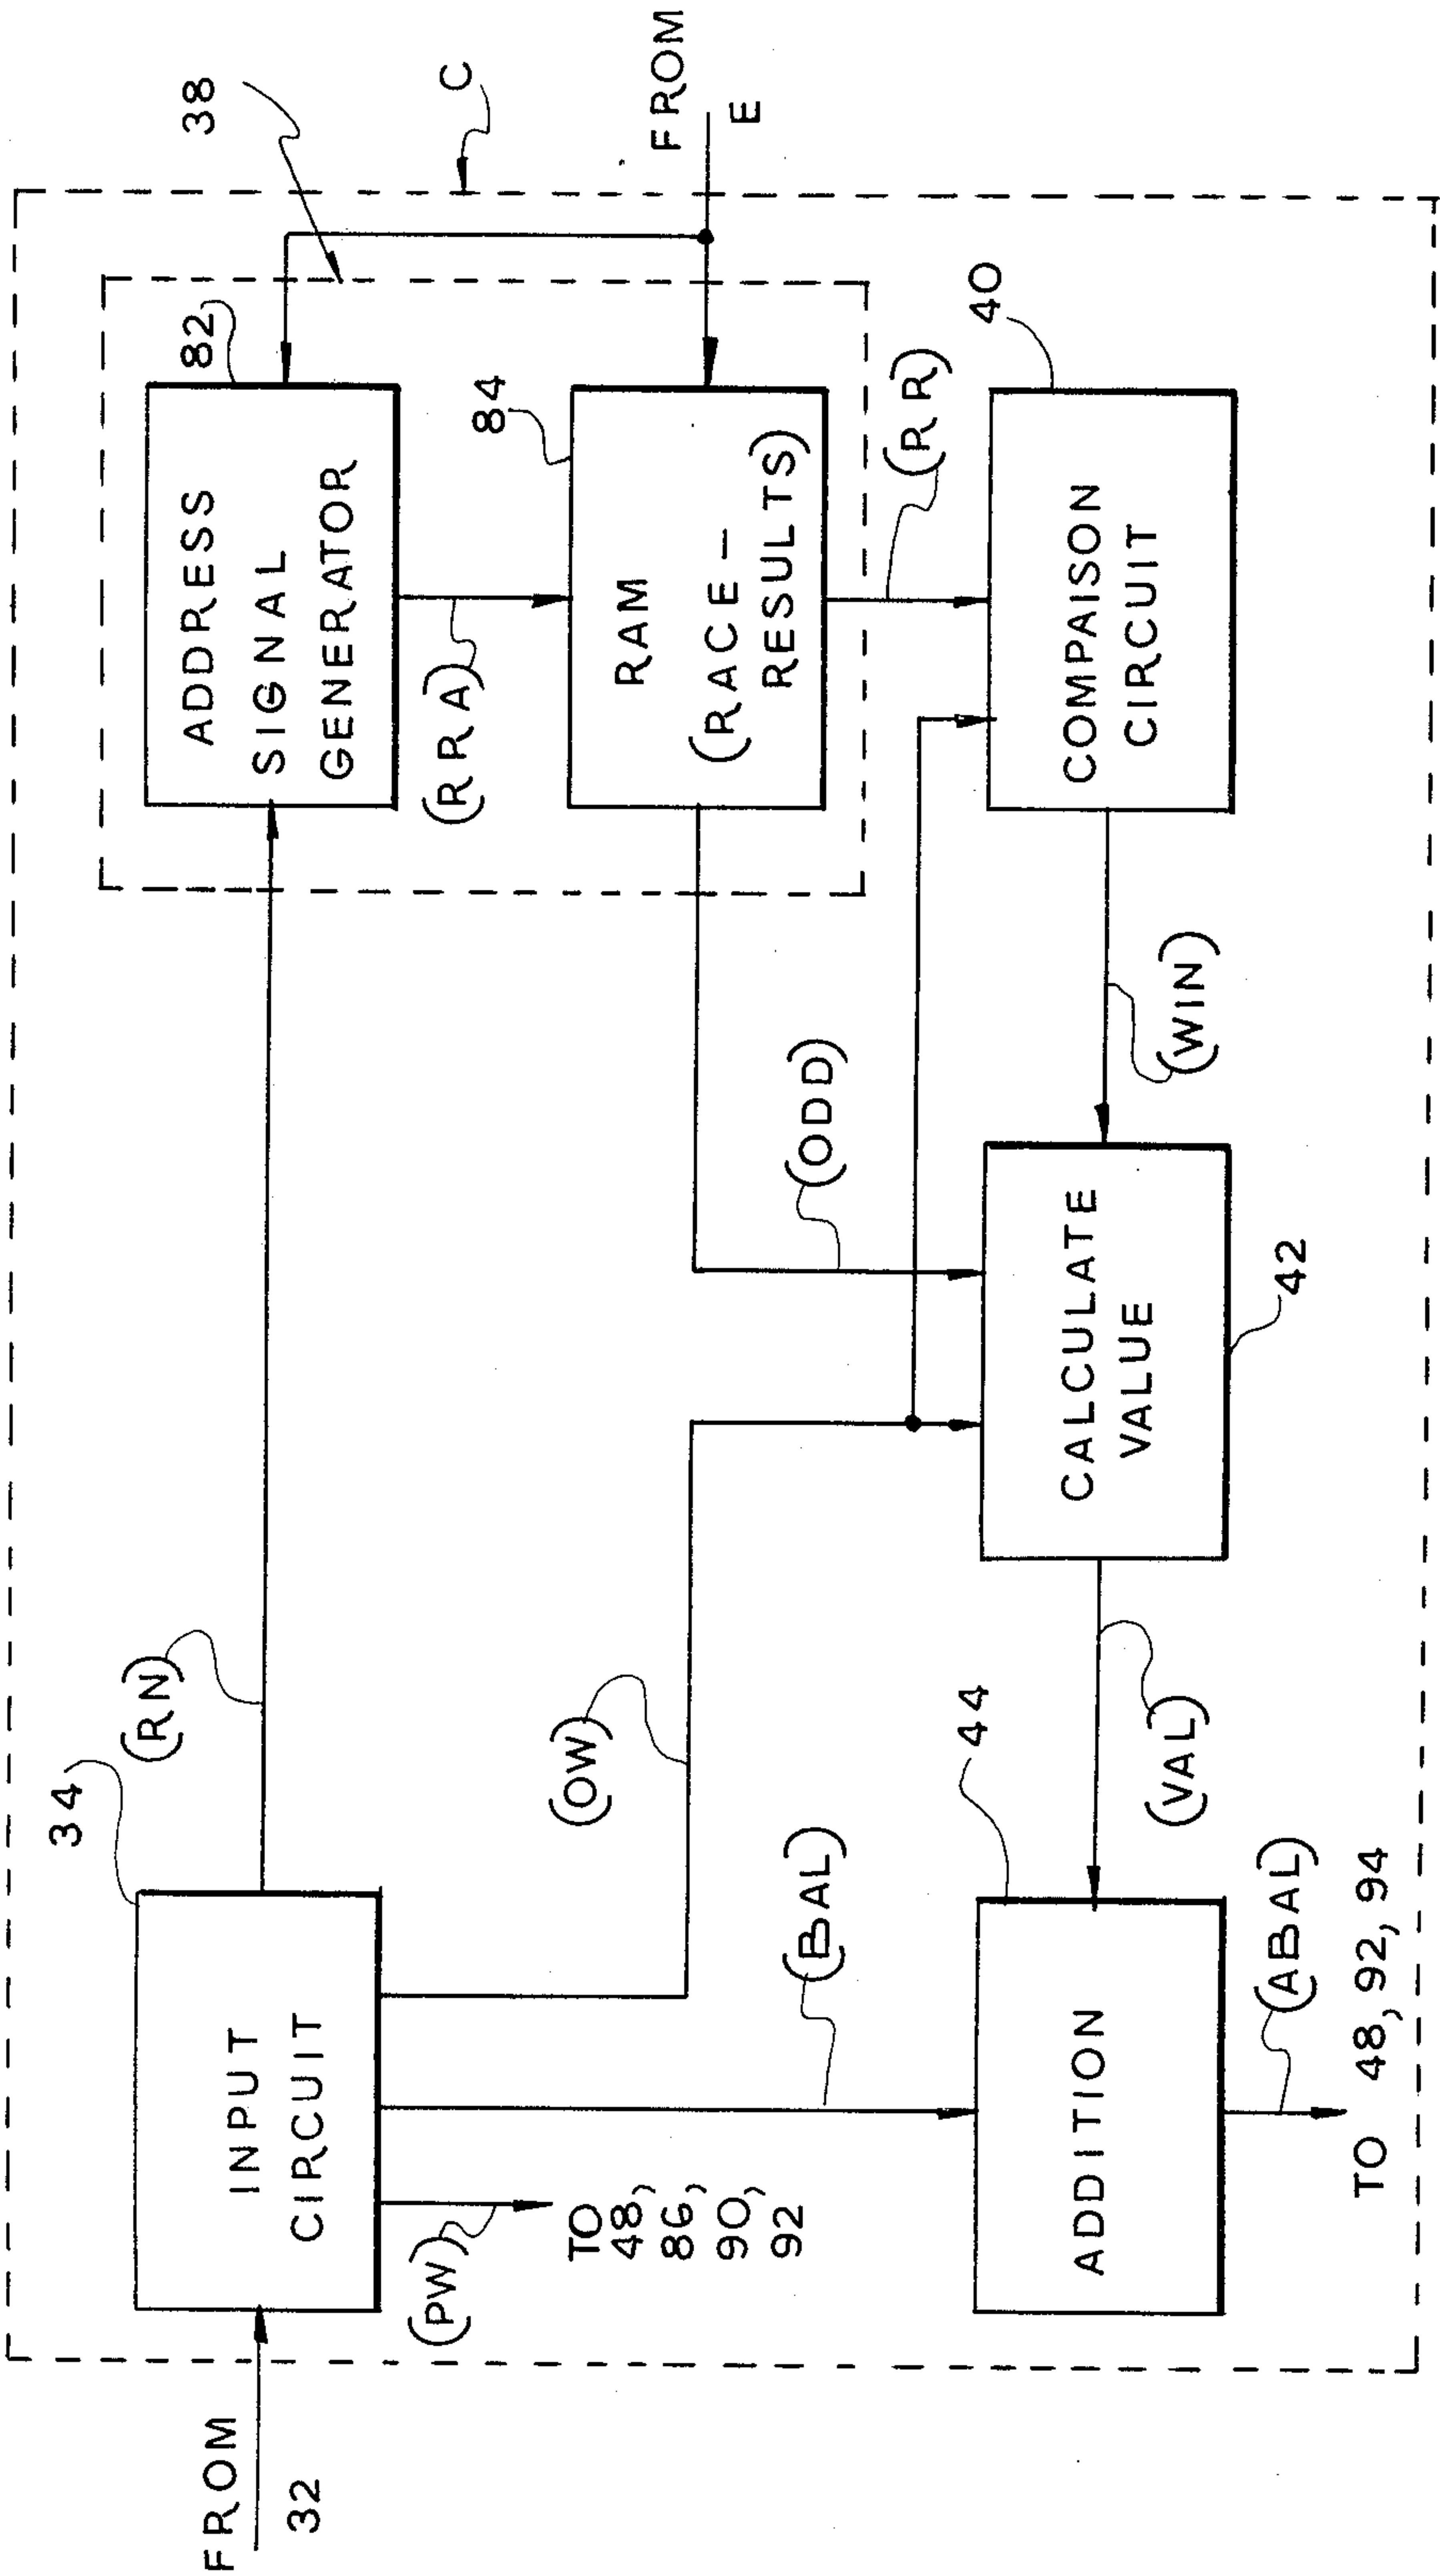 FROM
32
34
INPUT
CIRCUIT
(RN)
(PW)
TO
48,
86,
90,
92
(OW)
(BAL)
38
C
82
ADDRESS
SIGNAL
GENERATOR
(RRA)
84
RAM
(RACE-
RESULTS)
FROM
E
(RR)
40
COMPAISON
CIRCUIT
(ODD)
(WIN)
CALCULATE
VALUE
42
(VAL)
44
ADDITION
(ABAL)
TO 48, 92, 94